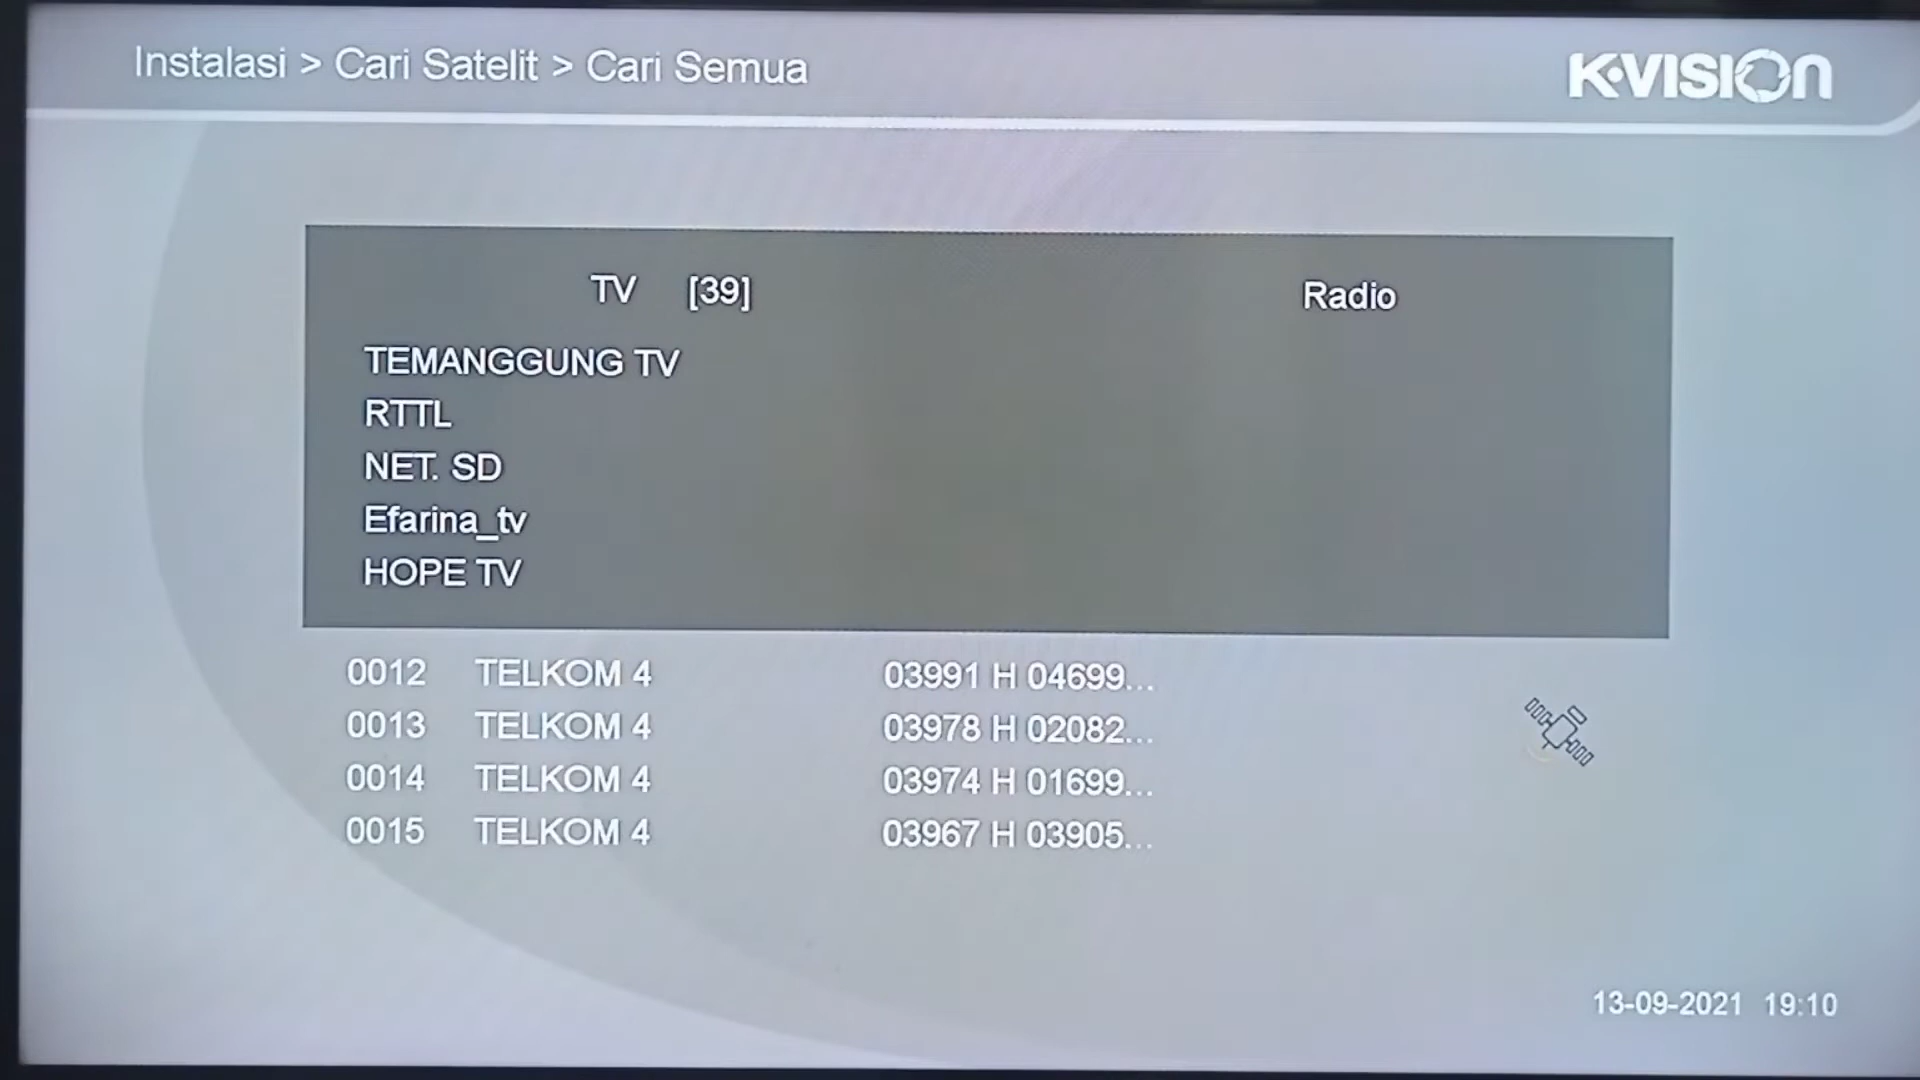 Instalasi > Cari Satelit > Cari Semua
K-VISION
TV [39]
Radio
TEMANGGUNG TV
RTTL
NET. SD
Efarina_tv
HOPE TV
0012 TELKOM 4 03991 H 04699...
0013 TELKOM 4 03978 H 02082...
0014 TELKOM 4 03974 H 01699...
0015 TELKOM 4 03967 H 03905...
13-09-2021 19:10